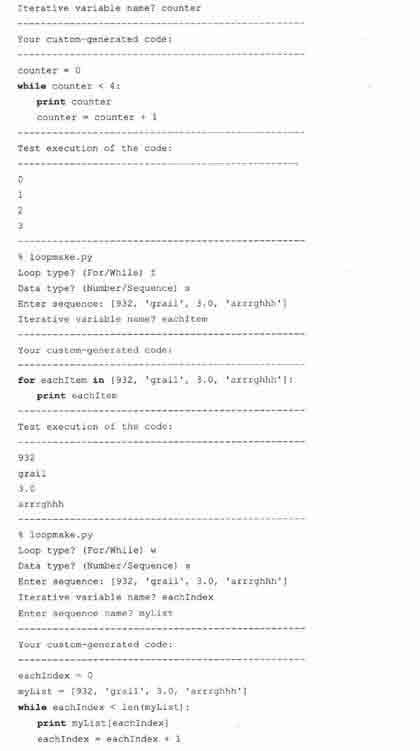 Iterative variable name? counter
------------------------------------------------
Your custom-generated code:
------------------------------------------------
counter = 0
while counter < 4:
print counter
counter = counter + 1
------------------------------------------------
Test execution of the code:
------------------------------------------------
0
1
2
3
------------------------------------------------
% loopmake.py
Loop type? (For/While) f
Data type? (Number/Sequence) s
Enter sequence: [932, 'grail', 3.0, 'arrrghhh']
Iterative variable name? eachItem
------------------------------------------------
Your custom-generated code:
------------------------------------------------
for eachItem in [932, 'grail', 3.0, 'arrrghhh']:
print eachItem
------------------------------------------------
Test execution of the code:
------------------------------------------------
932
grail
3.0
arrrghhh
------------------------------------------------
% loopmake.py
Loop type? (For/While) w
Data type? (Number/Sequence) s
Enter sequence: [932, 'grail', 3.0, 'arrrghhh']
Iterative variable name? eachIndex
Enter sequence name? myList
------------------------------------------------
Your custom-generated code:
------------------------------------------------
eachIndex = 0
myList = [932, 'grail', 3.0, 'arrrghhh']
while eachIndex < len(myList):
print myList[eachIndex]
eachIndex = eachIndex + 1